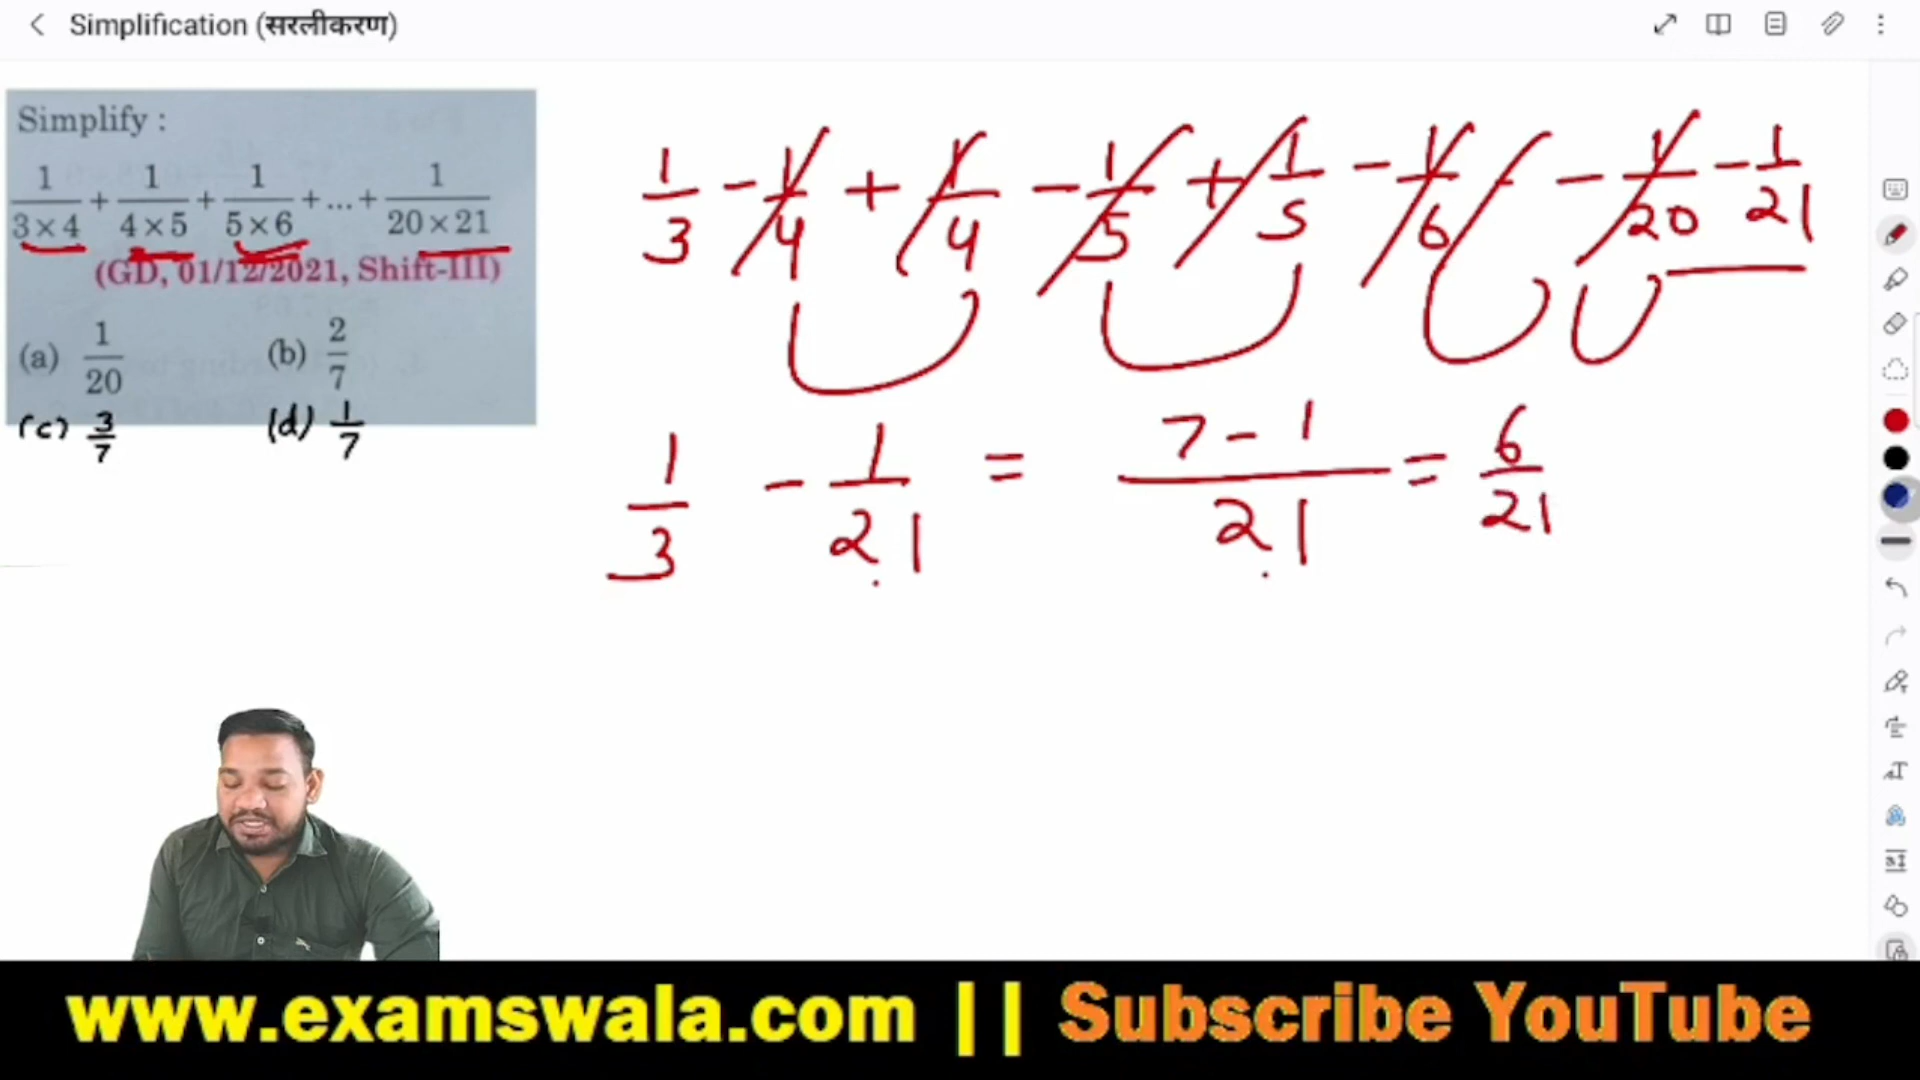 Simplification (सरलीकरण)
Simplify :
1/(3×4) + 1/(4×5) + 1/(5×6) + ... + 1/(20×21)
(GD, 01/12/2021, Shift-III)
(a) 1/20 (b) 2/7
(c) 3/7 (d) 1/7
1/3 - 1/4 + 1/4 - 1/5 + 1/5 - 1/6 - - 1/20 - 1/21
1/3 - 1/21 = (7-1)/21 = 6/21
www.examswala.com || Subscribe YouTube